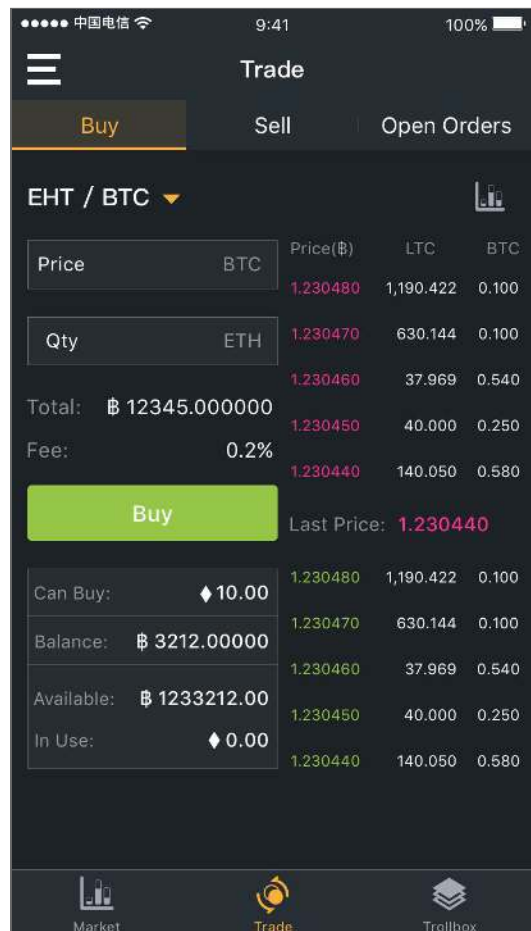 中国电信 9:41 100%
Trade
Buy Sell Open Orders
EHT / BTC
Price BTC
Qty ETH
Total: ฿ 12345.000000
Fee: 0.2%
Buy
Can Buy: ♦10.00
Balance: ฿ 3212.00000
Available: ฿ 1233212.00
In Use: ♦ 0.00
Price(฿) LTC BTC
1.230480 1,190.422 0.100
1.230470 630.144 0.100
1.230460 37.969 0.540
1.230450 40.000 0.250
1.230440 140.050 0.580
Last Price: 1.230440
1.230480 1,190.422 0.100
1.230470 630.144 0.100
1.230460 37.969 0.540
1.230450 40.000 0.250
1.230440 140.050 0.580
Market Trade Trollbox